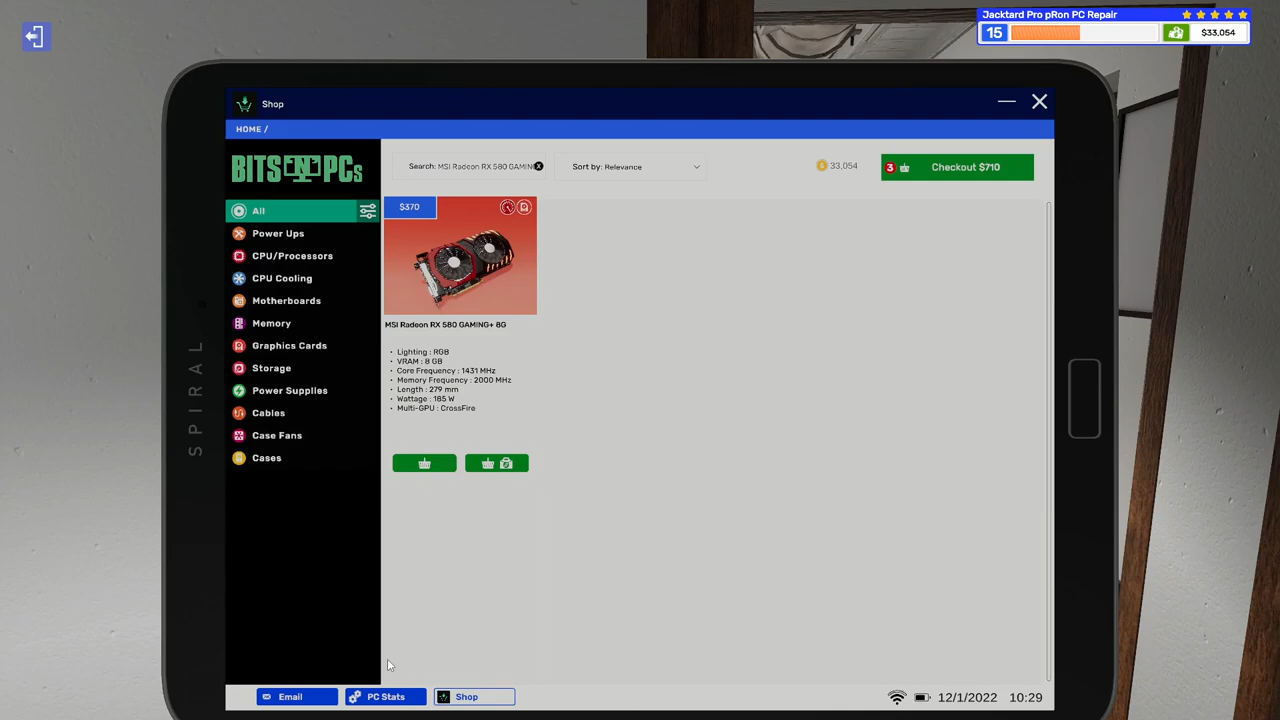 Jacktard Pro pRon PC Repair
15
$33,054
Shop
HOME /
BITS N PCs
Search: MSI Radeon RX 580 GAMIN
Sort by: Relevance
33,054
3
Checkout $710
All
Power Ups
CPU/Processors
CPU Cooling
Motherboards
Memory
Graphics Cards
Storage
Power Supplies
Cables
Case Fans
Cases
$370
MSI Radeon RX 580 GAMING+ 8G
• Lighting : RGB
• VRAM : 8 GB
• Core Frequency : 1431 MHz
• Memory Frequency : 2000 MHz
• Length : 279 mm
• Wattage : 185 W
• Multi-GPU : CrossFire
SPIRAL
Email
PC Stats
Shop
12/1/2022
10:29